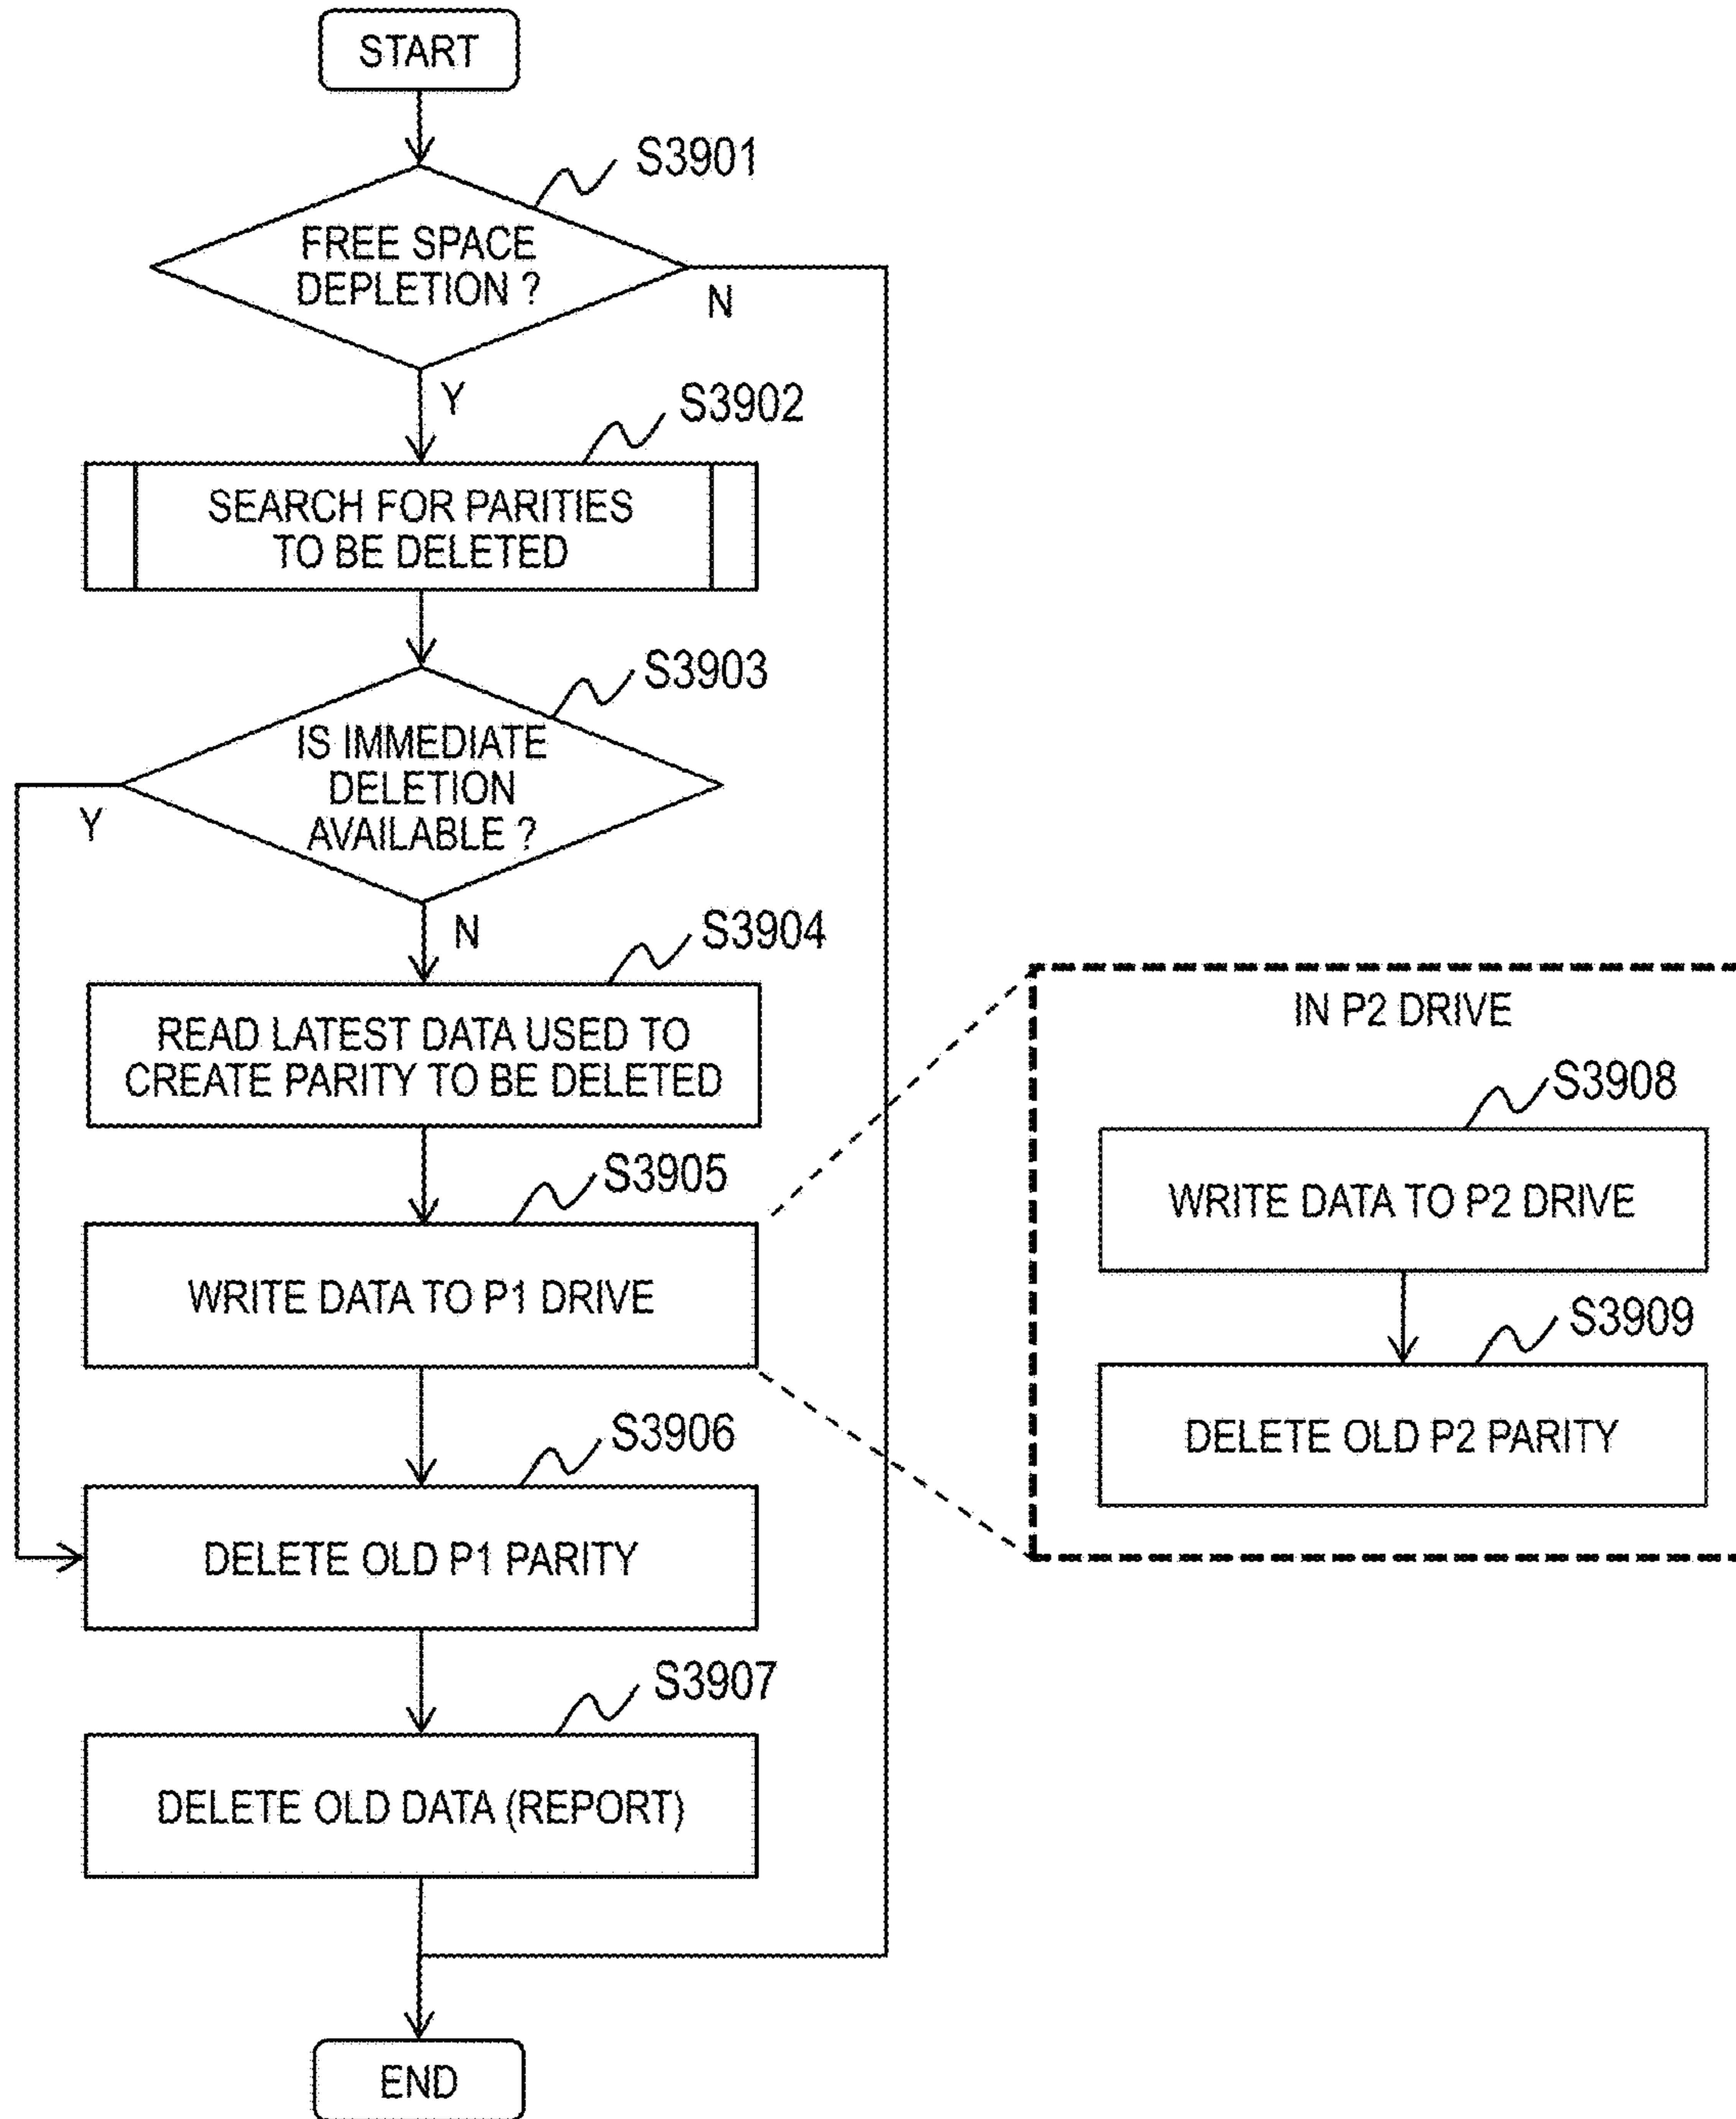 START
S3901
FREE SPACE
DEPLETION ?
N
Y
S3902
SEARCH FOR PARITIES
TO BE DELETED
S3903
IS IMMEDIATE
DELETION
AVAILABLE ?
Y
N
S3904
READ LATEST DATA USED TO
CREATE PARITY TO BE DELETED
S3905
WRITE DATA TO P1 DRIVE
S3906
DELETE OLD P1 PARITY
S3907
DELETE OLD DATA (REPORT)
END
IN P2 DRIVE
S3908
WRITE DATA TO P2 DRIVE
S3909
DELETE OLD P2 PARITY